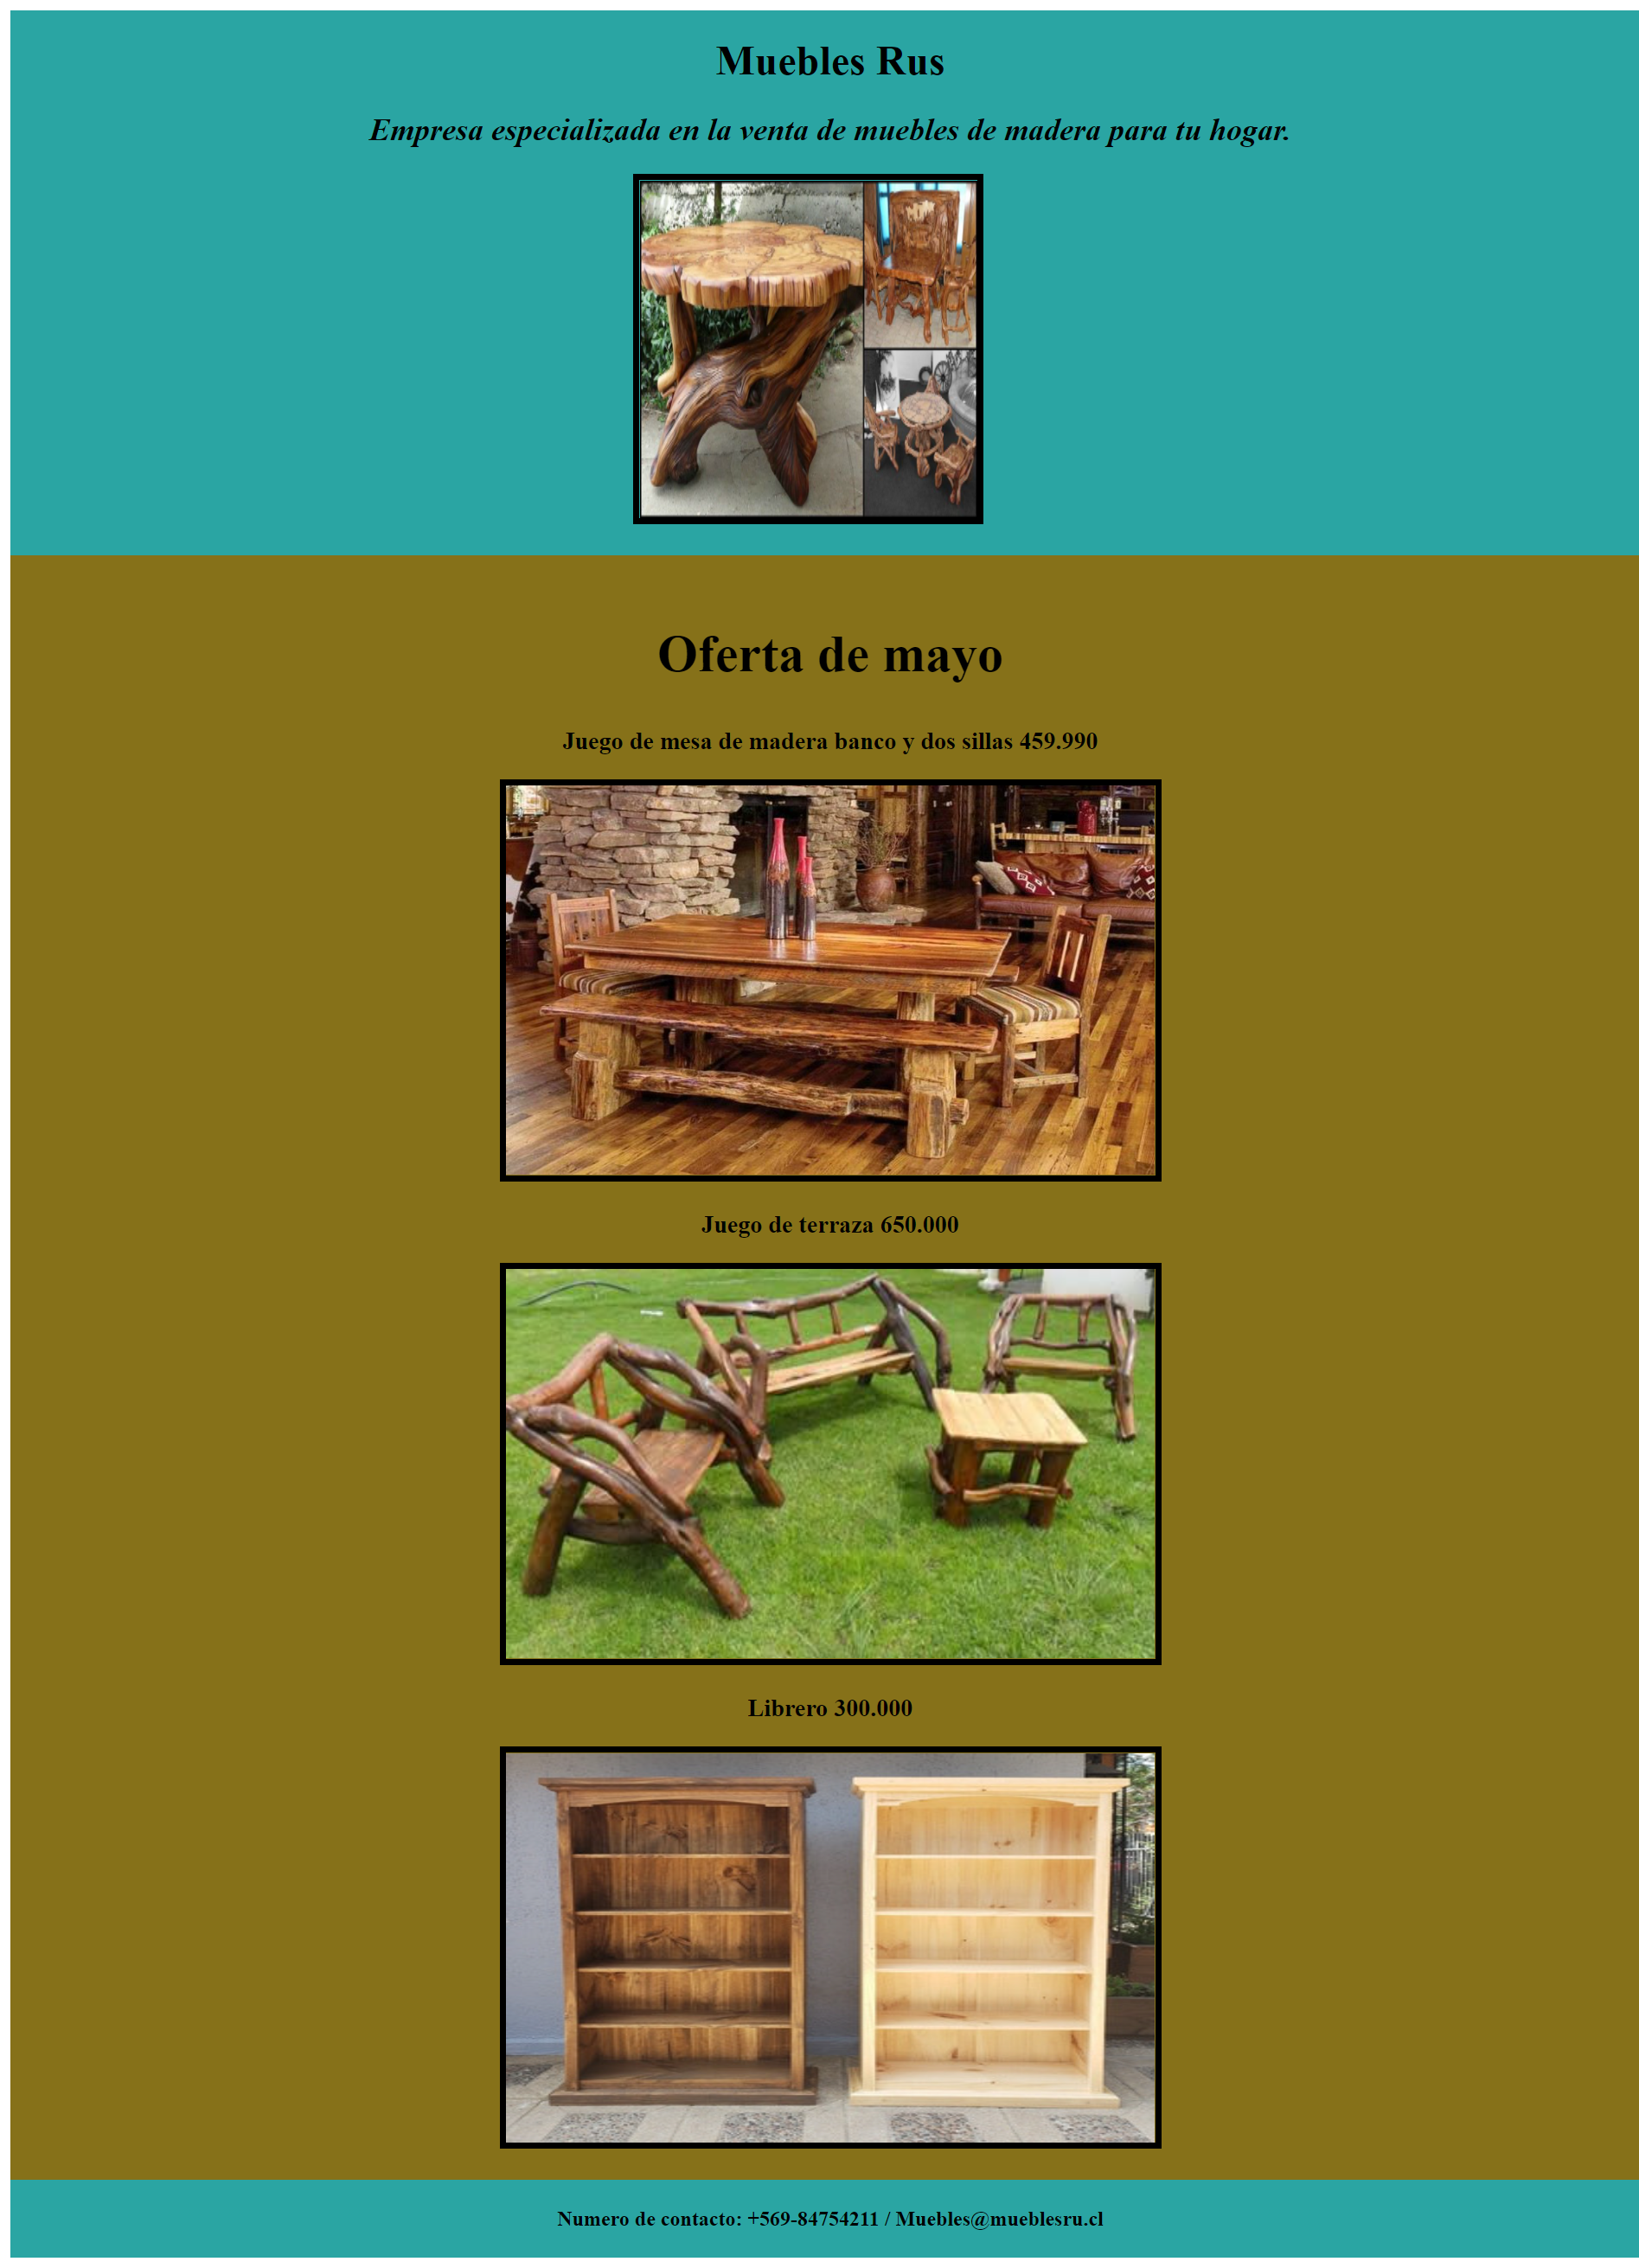 Muebles Rus
Empresa especializada en la venta de muebles de madera para tu hogar.
Oferta de mayo
Juego de mesa de madera banco y dos sillas 459.990
Juego de terraza 650.000
Librero 300.000
Numero de contacto: +569-84754211 / Muebles@mueblesru.cl